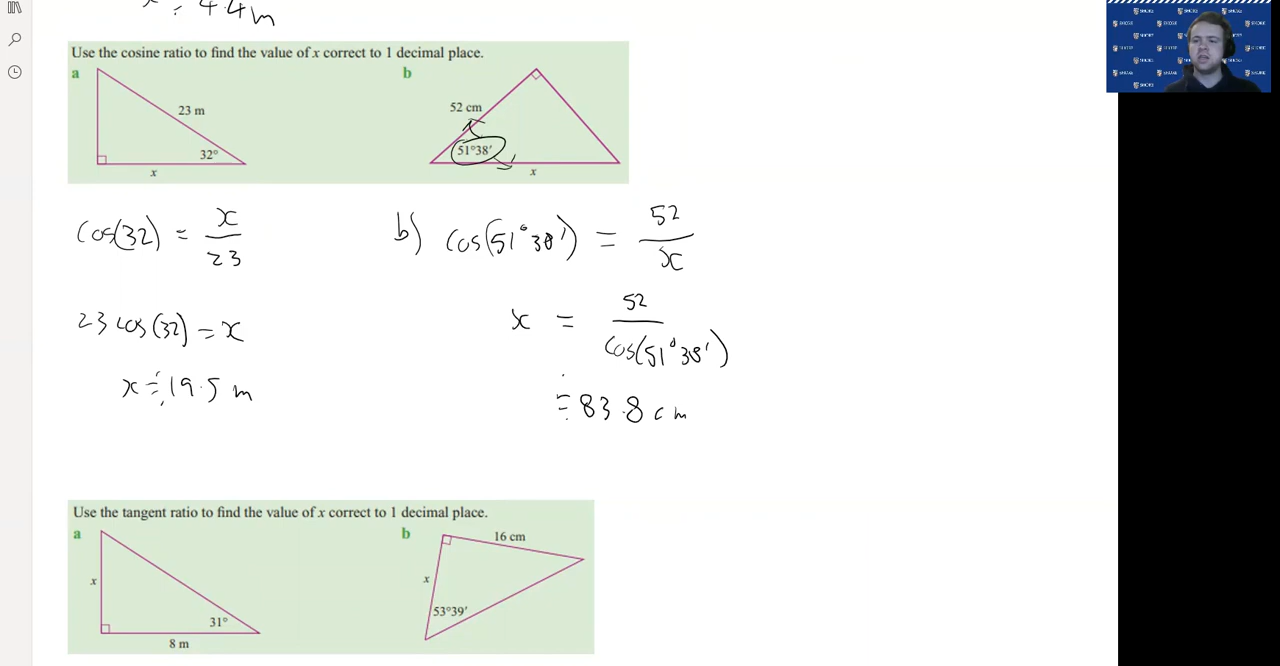 x ≑ 4.4m
Use the cosine ratio to find the value of x correct to 1 decimal place.
a
23 m
32°
x
b
52 cm
51°38′
x
cos(32) = x/23
23 cos(32) = x
x ≑ 19.5 m
b) cos(51°38′) = 52/x
x = 52/cos(51°38′)
≑ 83.8 cm
Use the tangent ratio to find the value of x correct to 1 decimal place.
a
x
31°
8 m
b
16 cm
x
53°39′